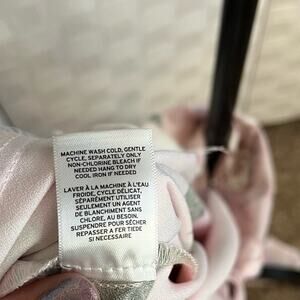 MACHINE WASH COLD, GENTLE
CYCLE, SEPARATELY ONLY
NON-CHLORINE BLEACH IF
NEEDED HANG TO DRY
COOL IRON IF NEEDED
LAVER À LA MACHINE À L'EAU
FROIDE, CYCLE DÉLICAT,
SÉPARÉMENT UTILISER
SEULEMENT UN AGENT
DE BLANCHIMENT SANS
CHLORE, AU BESOIN,
SUSPENDRE POUR SÉCHER
REPASSER A FER TIÈDE
SI NECESSAIRE